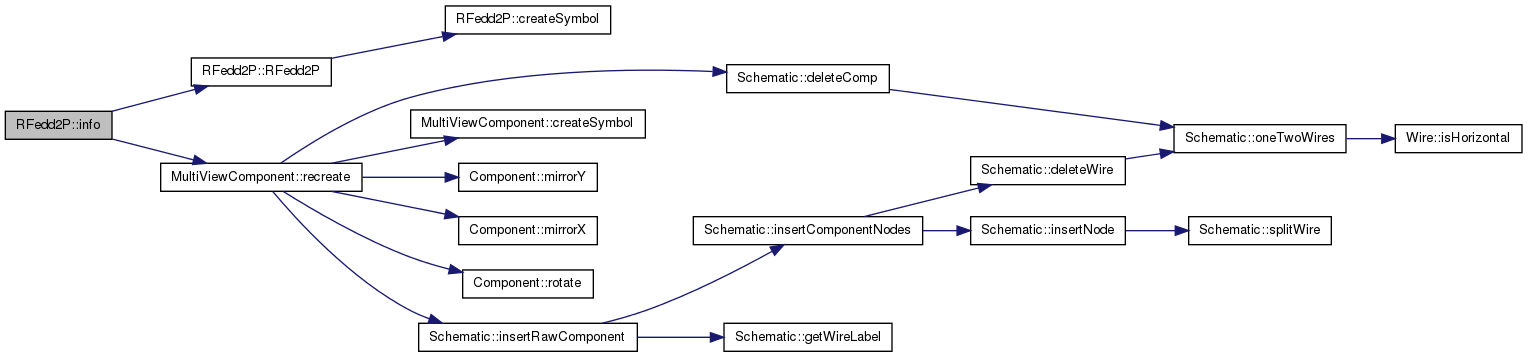 RFedd2P::createSymbol
RFedd2P::RFedd2P
Schematic::deleteComp
RFedd2P::info
MultiViewComponent::createSymbol
Schematic::oneTwoWires
Wire::isHorizontal
MultiViewComponent::recreate
Component::mirrorY
Schematic::deleteWire
Component::mirrorX
Schematic::insertComponentNodes
Schematic::insertNode
Schematic::splitWire
Component::rotate
Schematic::insertRawComponent
Schematic::getWireLabel